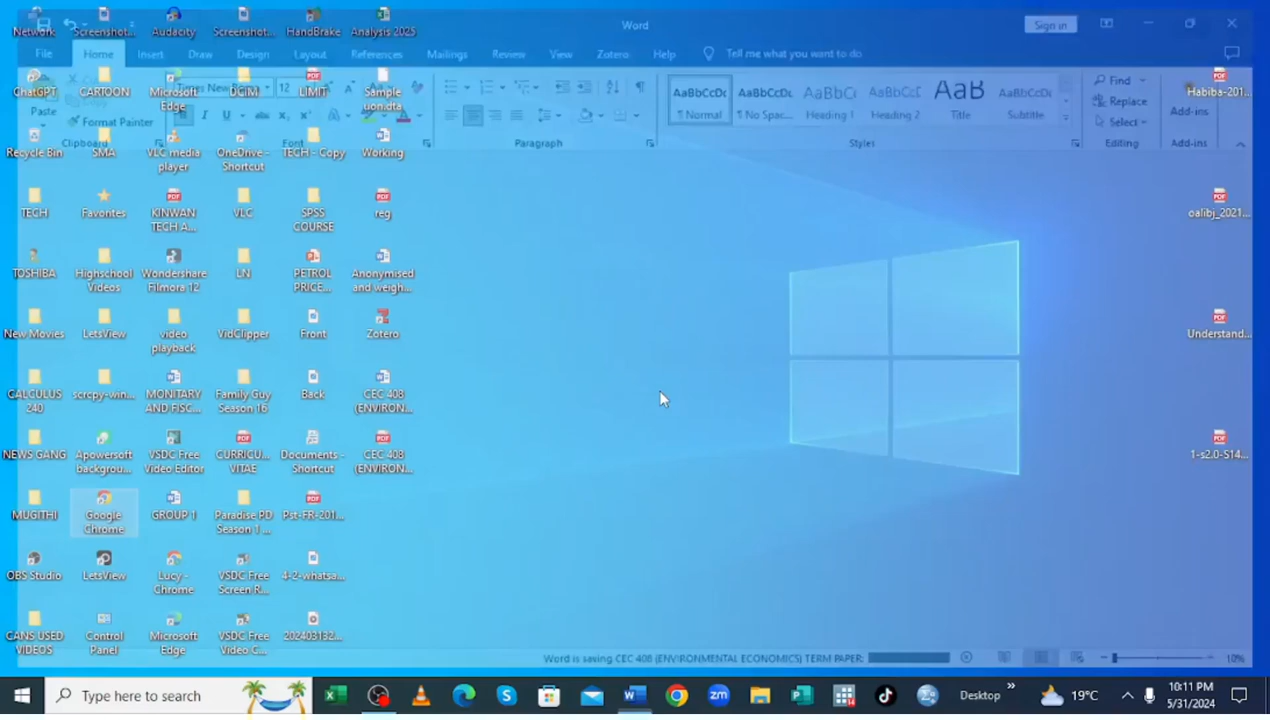 Word
Sign in
File Home Insert Draw Design Layout References Mailings Review View Zotero Help Tell me what you want to do
12
Paste
Format Painter
Clipboard
Font
Paragraph
AaBbCcDc AaBbCcDc AaBbC AaBbCcD AaB AaBbCcD
¶ Normal ¶ No Spac... Heading 1 Heading 2 Title Subtitle
Styles
Find
Replace
Select
Editing
Add-ins
Add-ins
Network Screenshot... Audacity Screenshot... HandBrake Analysis 2025
ChatGPT CARTOON Microsoft Edge DCIM LIMIT Sample
Habiba-201...
Recycle Bin SMA VLC media player OneDrive - Shortcut TECH - Copy Working
TECH Favorites KINWAN TECH A... VLC SPSS COURSE reg
oalibj_2021...
TOSHIBA Highschool Videos Wondershare Filmora 12 LN PETROL PRICE... Anonymised and weigh...
New Movies LetsView video playback VidClipper Front Zotero
Understand...
CALCULUS 240 scrcpy-win... MONITARY AND FISC... Family Guy Season 16 Back CEC 408 (ENVIRON...
NEWS GANG Apowersoft backgrou... VSDC Free Video Editor CURRICU... VITAE Documents - Shortcut CEC 408 (ENVIRON...
1-s2.0-S14...
MUGITHI Google Chrome GROUP 1 Paradise PD Season 1 ... Pst-FR-201...
OBS Studio LetsView Lucy - Chrome VSDC Free Screen R... 4-2-whatsa...
CANS USED VIDEOS Control Panel Microsoft Edge VSDC Free Video C... 202403132...
Word is saving CEC 408 (ENVIRONMENTAL ECONOMICS) TERM PAPER:
10%
Type here to search
Desktop
19°C
10:11 PM
5/31/2024